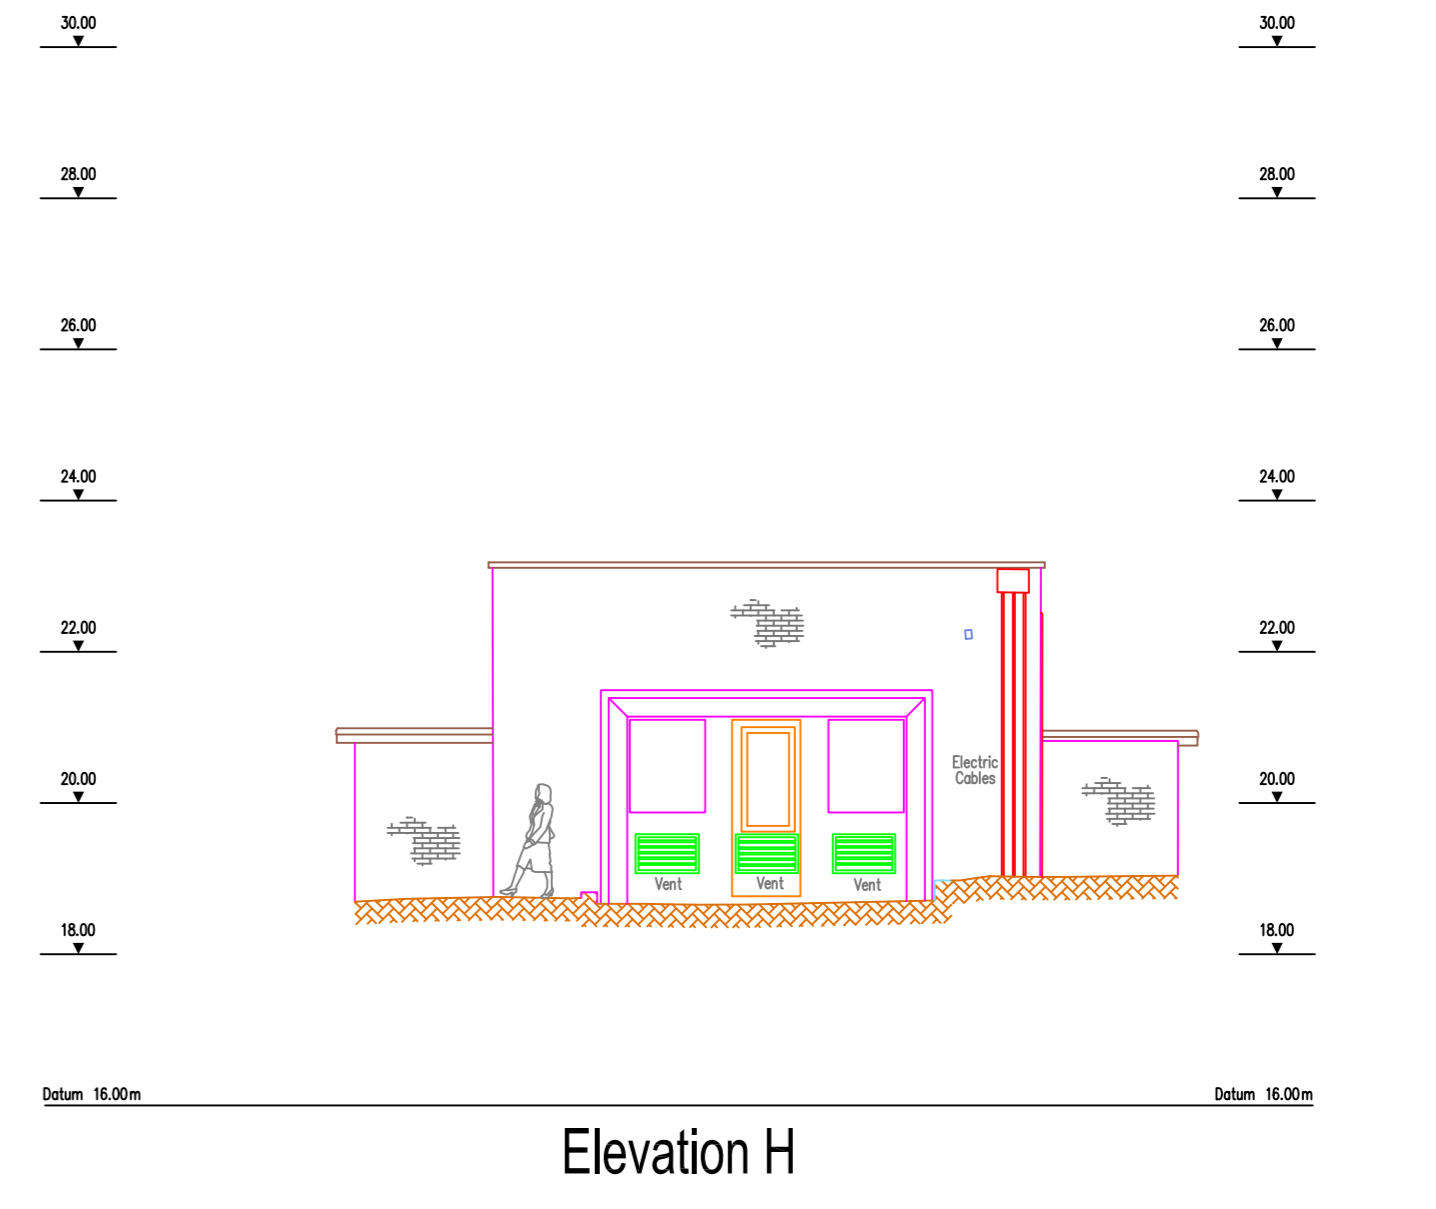 30.00 30.00
28.00 28.00
26.00 26.00
24.00 24.00
22.00 22.00
20.00 20.00
Electric
Cables
Vent Vent Vent
18.00 18.00
Datum 16.00m Datum 16.00m
Elevation H